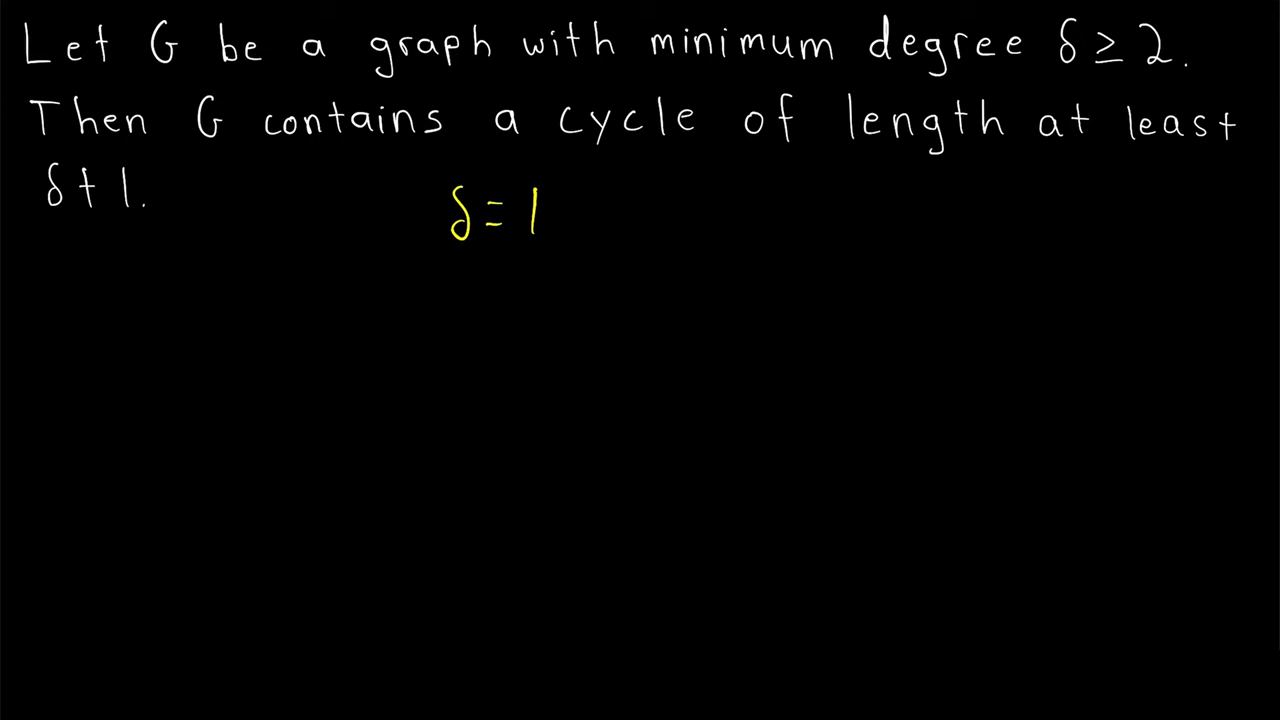 Let G be a graph with minimum degree δ ≥ 2.
Then G contains a cycle of length at least
δ + 1.
δ = 1